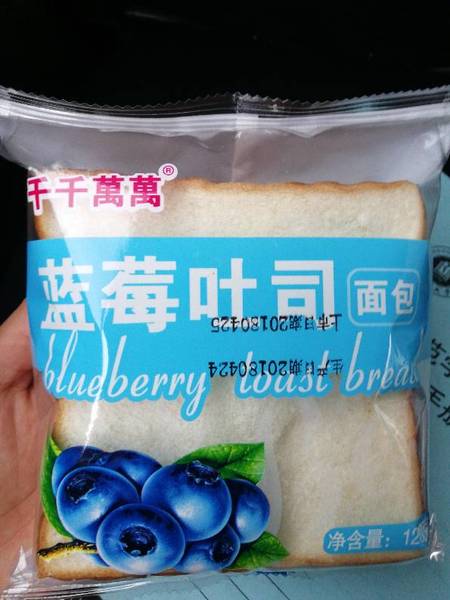 千千萬萬®
蓝莓叶司 面包
上市日期20180425
生产日期20180424
blueberry toast bread
净含量：12